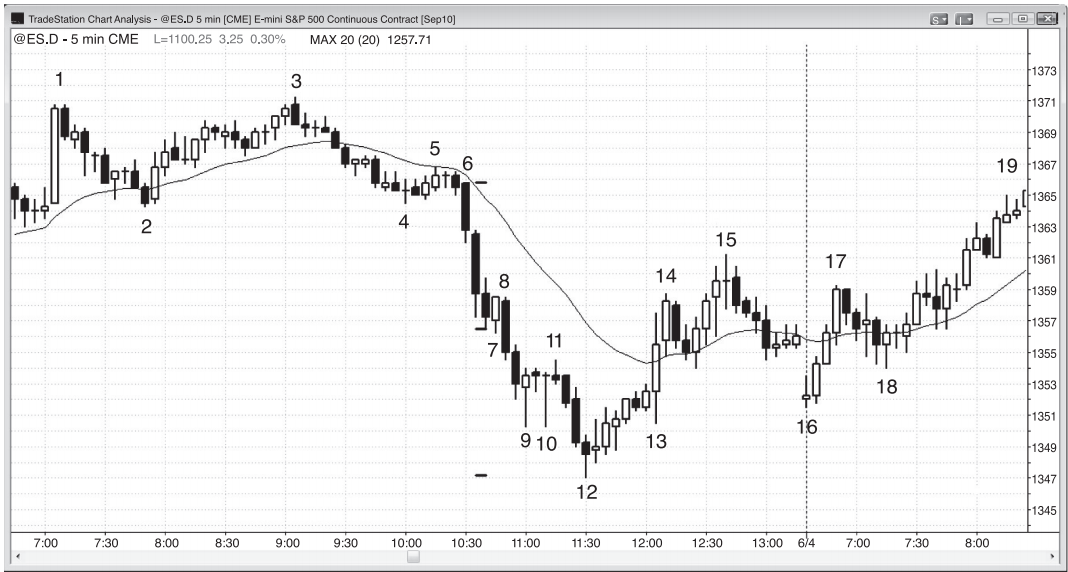 TradeStation Chart Analysis - @ES.D 5 min [CME] E-mini S&P 500 Continuous Contract [Sep10]
S I
@ES.D - 5 min CME L=1100.25 3.25 0.30% MAX 20 (20) 1257.71
1 3 5 6 8 11 14 15 17 19
2 4 7 9 10 12 13 16 18
1373
1371
1369
1367
1365
1363
1361
1359
1357
1355
1353
1351
1349
1347
1345
7:00 7:30 8:00 8:30 9:00 9:30 10:00 10:30 11:00 11:30 12:00 12:30 13:00 6/4 7:00 7:30 8:00